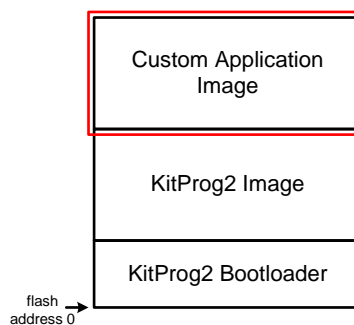 Custom Application
Image
KitProg2 Image
KitProg2 Bootloader
flash
address 0